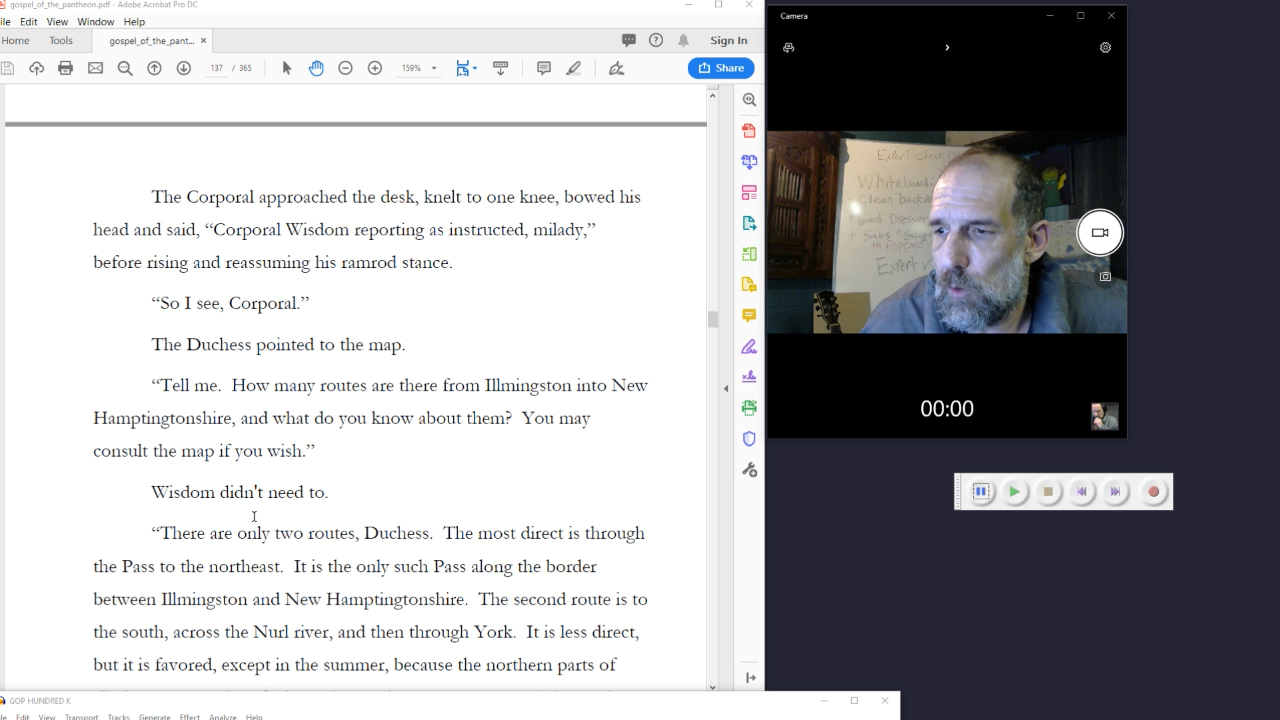 gospel_of_the_pantheon.pdf - Adobe Acrobat Pro DC
Edit View Window Help
Home Tools gospel_of_the_pant... × Sign In
137 / 365 159% Share
The Corporal approached the desk, knelt to one knee, bowed his
head and said, “Corporal Wisdom reporting as instructed, milady,”
before rising and reassuming his ramrod stance.
“So I see, Corporal.”
The Duchess pointed to the map.
“Tell me. How many routes are there from Illmingston into New
Hamptingtonshire, and what do you know about them? You may
consult the map if you wish.”
Wisdom didn't need to.
“There are only two routes, Duchess. The most direct is through
the Pass to the northeast. It is the only such Pass along the border
between Illmingston and New Hamptingtonshire. The second route is to
the south, across the Nurl river, and then through York. It is less direct,
but it is favored, except in the summer, because the northern parts of
GOP HUNDRED K
Edit View Transport Tracks Generate Effect Analyze Help
Camera
Expert Check
Whiteboard
Clean back
Good Dresser
Expert
00:00